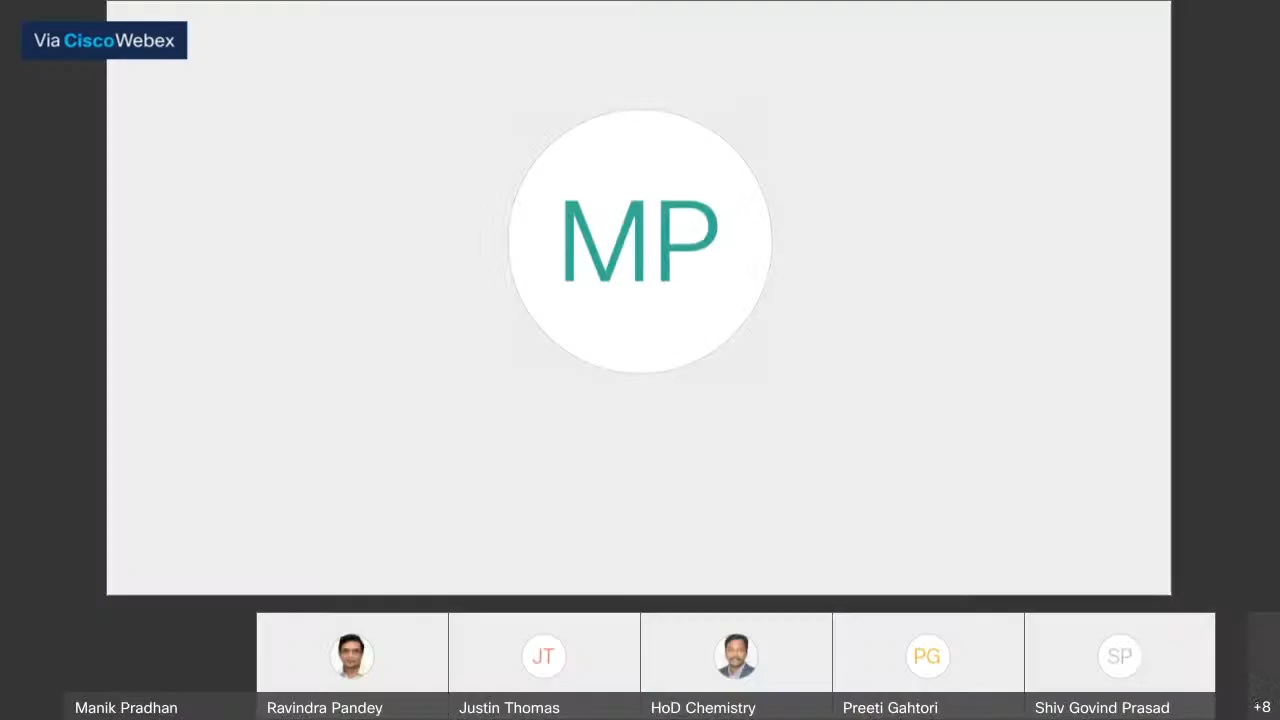 Via CiscoWebex
MP
JT
PG
SP
Manik Pradhan
Ravindra Pandey
Justin Thomas
HoD Chemistry
Preeti Gahtori
Shiv Govind Prasad
+8